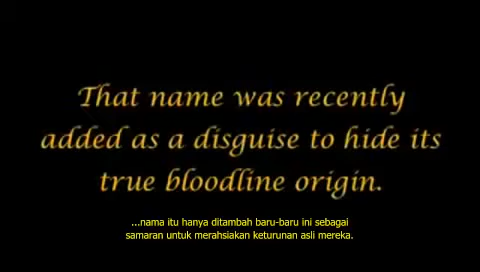 That name was recently
added as a disguise to hide its
true bloodline origin.
...nama itu hanya ditambah baru-baru ini sebagai
samaran untuk merahsiakan keturunan asli mereka.